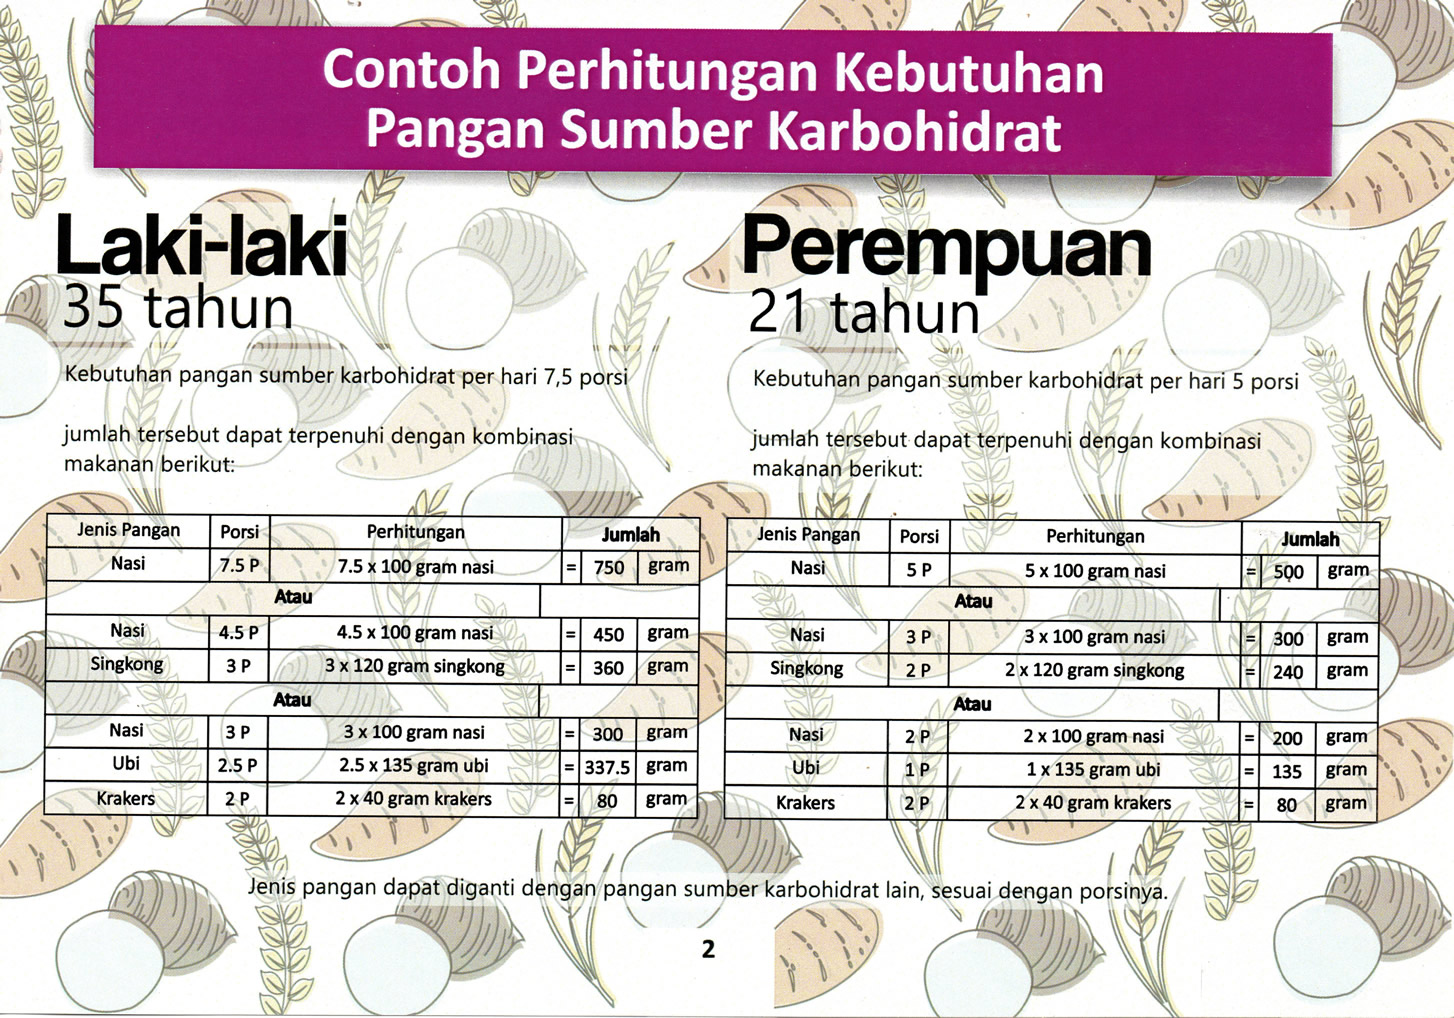 Contoh Perhitungan Kebutuhan
Pangan Sumber Karbohidrat
Laki-laki
35 tahun
Kebutuhan pangan sumber karbohidrat per hari 7,5 porsi
jumlah tersebut dapat terpenuhi dengan kombinasi
makanan berikut:
Jenis Pangan Porsi Perhitungan Jumlah
Nasi 7.5 P 7.5 x 100 gram nasi = 750 gram
Atau
Nasi 4.5 P 4.5 x 100 gram nasi = 450 gram
Singkong 3 P 3 x 120 gram singkong = 360 gram
Atau
Nasi 3 P 3 x 100 gram nasi = 300 gram
Ubi 2.5 P 2.5 x 135 gram ubi = 337.5 gram
Krakers 2 P 2 x 40 gram krakers = 80 gram
Perempuan
21 tahun
Kebutuhan pangan sumber karbohidrat per hari 5 porsi
jumlah tersebut dapat terpenuhi dengan kombinasi
makanan berikut:
Jenis Pangan Porsi Perhitungan Jumlah
Nasi 5 P 5 x 100 gram nasi = 500 gram
Atau
Nasi 3 P 3 x 100 gram nasi = 300 gram
Singkong 2 P 2 x 120 gram singkong = 240 gram
Atau
Nasi 2 P 2 x 100 gram nasi = 200 gram
Ubi 1 P 1 x 135 gram ubi = 135 gram
Krakers 2 P 2 x 40 gram krakers = 80 gram
Jenis pangan dapat diganti dengan pangan sumber karbohidrat lain, sesuai dengan porsinya.
2